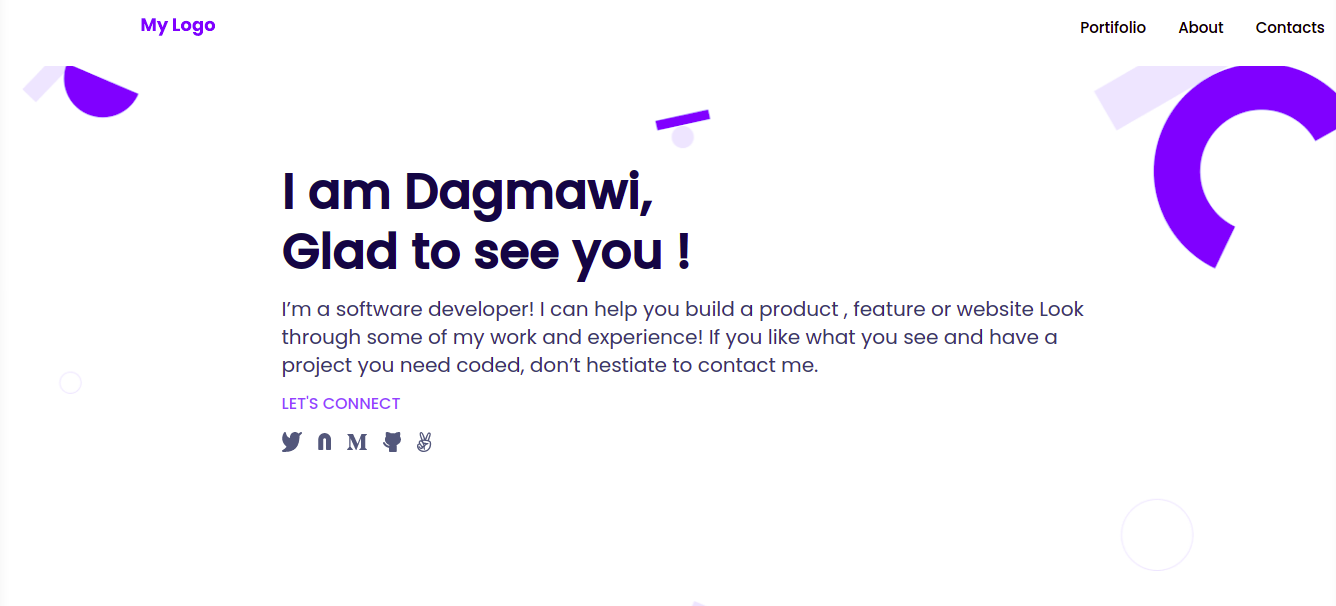 My Logo
Portifolio About Contacts
I am Dagmawi,
Glad to see you !
I’m a software developer! I can help you build a product , feature or website Look
through some of my work and experience! If you like what you see and have a
project you need coded, don’t hestiate to contact me.
LET'S CONNECT